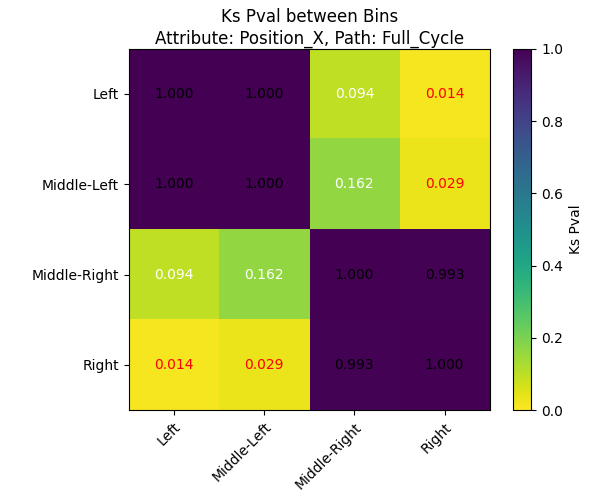 Ks Pval between Bins
Attribute: Position_X, Path: Full_Cycle
Left 1.000 1.000 0.094 0.014
Middle-Left 1.000 1.000 0.162 0.029
Middle-Right 0.094 0.162 1.000 0.993
Right 0.014 0.029 0.993 1.000
Left Middle-Left Middle-Right Right
1.0
0.8
0.6
0.4
0.2
0.0
Ks Pval